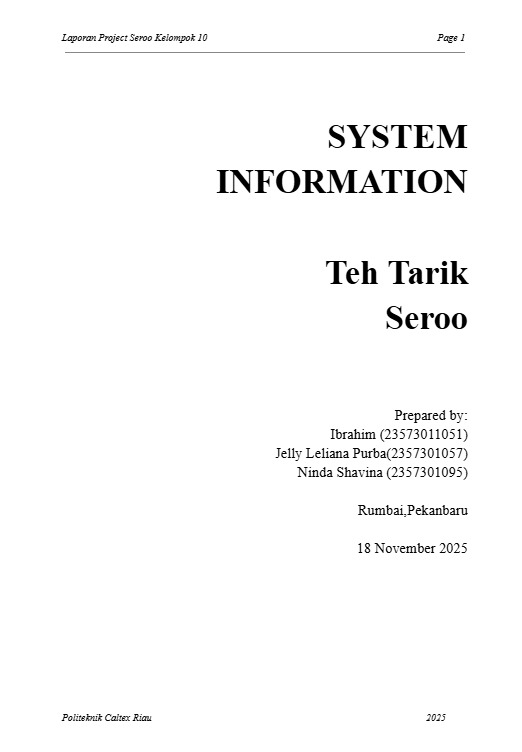 Laporan Project Seroo Kelompok 10 Page 1
SYSTEM
INFORMATION
Teh Tarik
Seroo
Prepared by:
Ibrahim (23573011051)
Jelly Leliana Purba(2357301057)
Ninda Shavina (2357301095)
Rumbai,Pekanbaru
18 November 2025
Politeknik Caltex Riau 2025